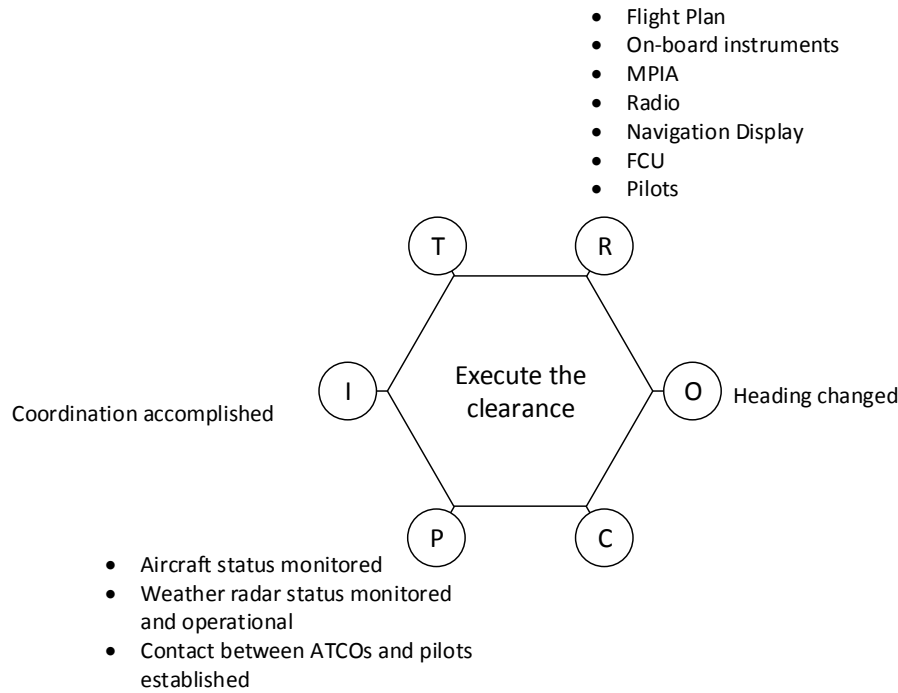 • Flight Plan
• On-board instruments
• MPIA
• Radio
• Navigation Display
• FCU
• Pilots
T
R
Execute the
clearance
I
O
Coordination accomplished
Heading changed
P
C
• Aircraft status monitored
• Weather radar status monitored
and operational
• Contact between ATCOs and pilots
established